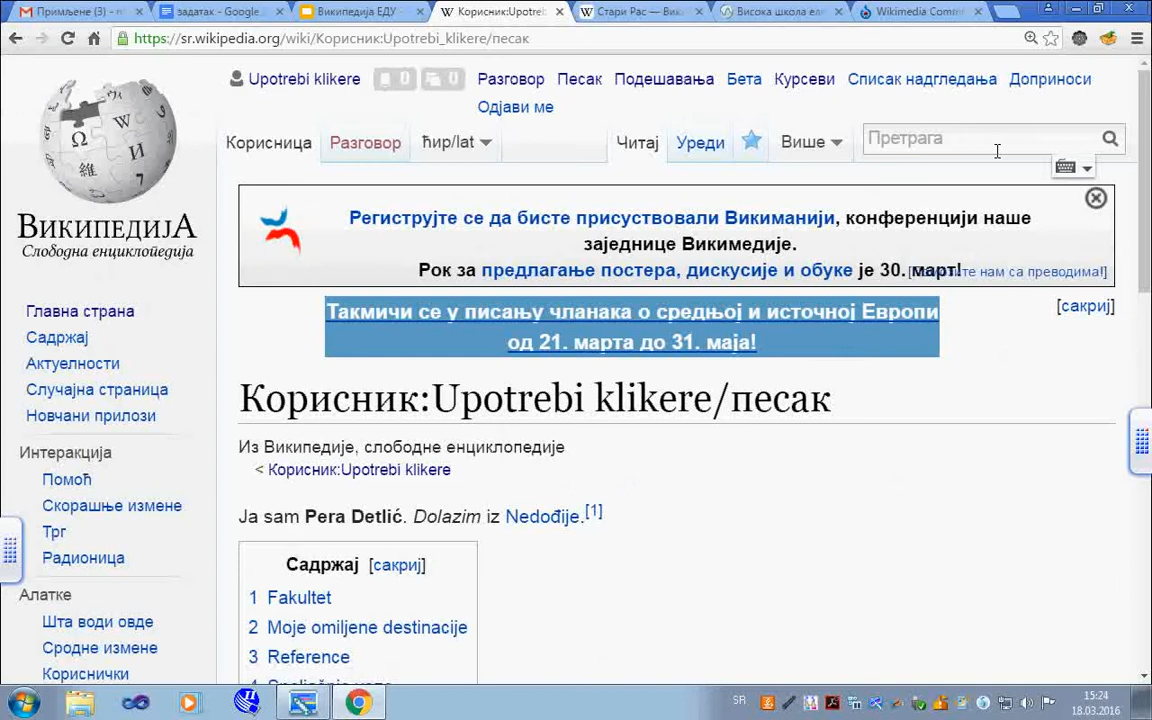 Примљене (3) - n
задатак - Google
Википедија ЕДУ -
Корисник:Upotreb
Стари Рас — Вик
Висока школа ел
Wikimedia Comm
https://sr.wikipedia.org/wiki/Корисник:Upotrebi_klikere/песак
Upotrebi klikere 0 0 Разговор Песак Подешавања Бета Курсеви Списак надгледања Доприноси
Одјави ме
Корисница Разговор ћир/lat Читај Уреди Више Претрага
ВИКИПЕДИЈА
Слободна енциклопедија
Региструјте се да бисте присуствовали Викиманији, конференцији наше
заједнице Викимедије.
Рок за предлагање постера, дискусије и обуке је 30. март!
нам са преводима!]
Такмичи се у писању чланака о средњој и источној Европи
од 21. марта до 31. маја!
[сакриј]
Главна страна
Садржај
Актуелности
Случајна страница
Новчани прилози
Интеракција
Помоћ
Скорашње измене
Трг
Радионица
Алатке
Шта води овде
Сродне измене
Кориснички
Корисник:Upotrebi klikere/песак
Из Википедије, слободне енциклопедије
< Корисник:Upotrebi klikere
Ja sam Pera Detlić. Dolazim iz Nedođije.[1]
Садржај [сакриј]
1 Fakultet
2 Moje omiljene destinacije
3 Reference
SR
15:24
18.03.2016